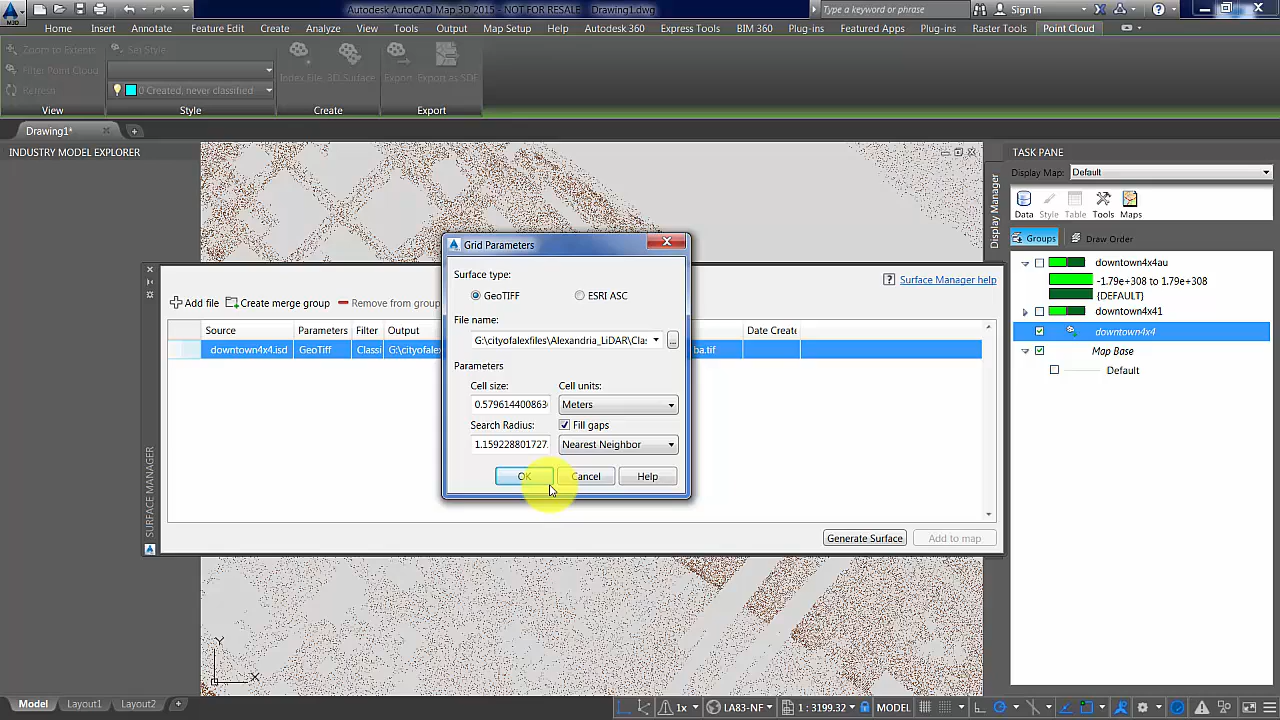 Autodesk AutoCAD Map 3D 2015 - NOT FOR RESALE Drawing1.dwg
Type a keyword or phrase
Sign In
M3D
Home Insert Annotate Feature Edit Create Analyze View Tools Output Map Setup Help Autodesk 360 Express Tools BIM 360 Plug-ins Featured Apps Plug-ins Raster Tools Point Cloud
Zoom to Extents
Set Style
Filter Point Cloud
Index File 3D Surface
Export Export as SDF
Refresh
0 Created, never classified
View Style Create Export
Drawing1*
INDUSTRY MODEL EXPLORER
TASK PANE
Display Map: Default
Data Style Table Tools Maps
Display Manager
Groups Draw Order
downtown4x4au
-1.79e+308 to 1.79e+308
{DEFAULT}
downtown4x41
downtown4x4
Map Base
Default
Surface Manager help
Add file Create merge group Remove from group
Source Parameters Filter Output Date Create
downtown4x4.isd GeoTiff Classi G:\cityofalex ba.tif
SURFACE MANAGER
Generate Surface Add to map
Grid Parameters
Surface type:
GeoTIFF ESRI ASC
File name:
G:\cityofalexfiles\Alexandria_LiDAR\Clas
...
Parameters
Cell size: Cell units:
0.579614400863 Meters
Search Radius: Fill gaps
1.159228801727 Nearest Neighbor
OK Cancel Help
Y
X
Model Layout1 Layout2
1x LA83-NF 1 : 3199.32 MODEL